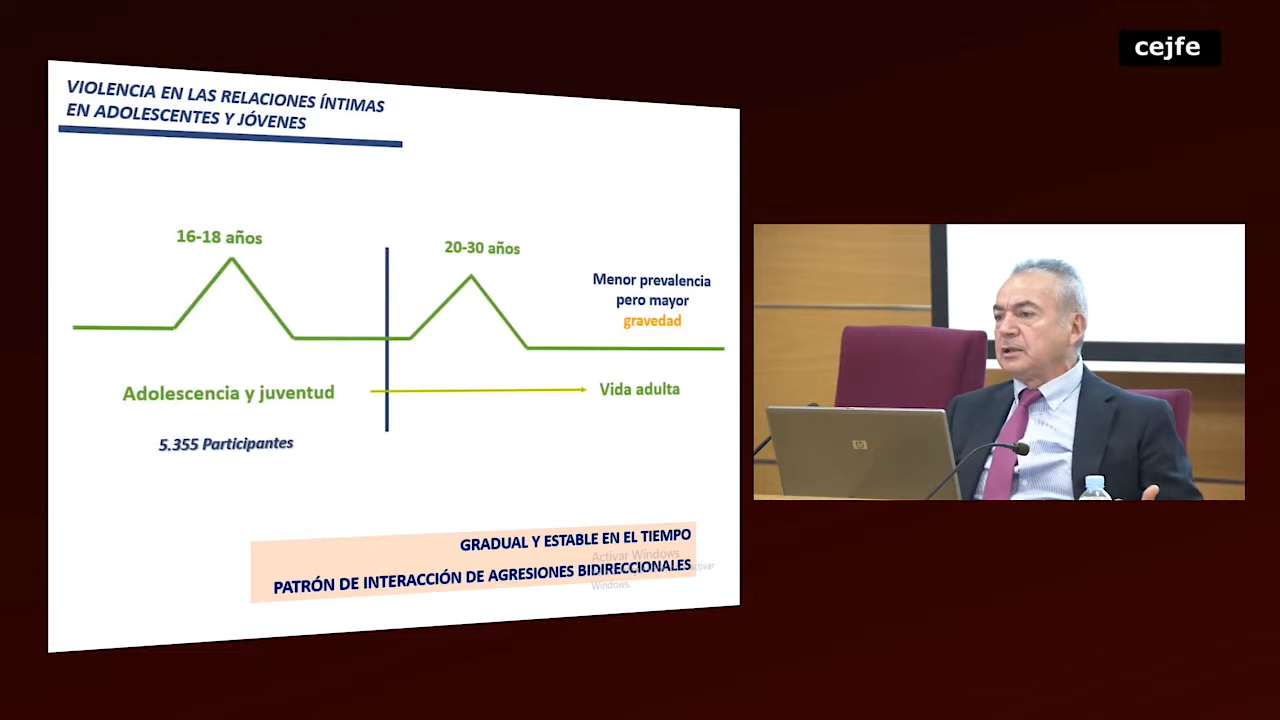 cejfe
VIOLENCIA EN LAS RELACIONES ÍNTIMAS
EN ADOLESCENTES Y JÓVENES
16-18 años
20-30 años
Menor prevalencia
pero mayor
gravedad
Adolescencia y juventud
Vida adulta
5.355 Participantes
GRADUAL Y ESTABLE EN EL TIEMPO
Activar Windows
PATRÓN DE INTERACCIÓN DE AGRESIONES BIDIRECCIONALES
Windows.
hp